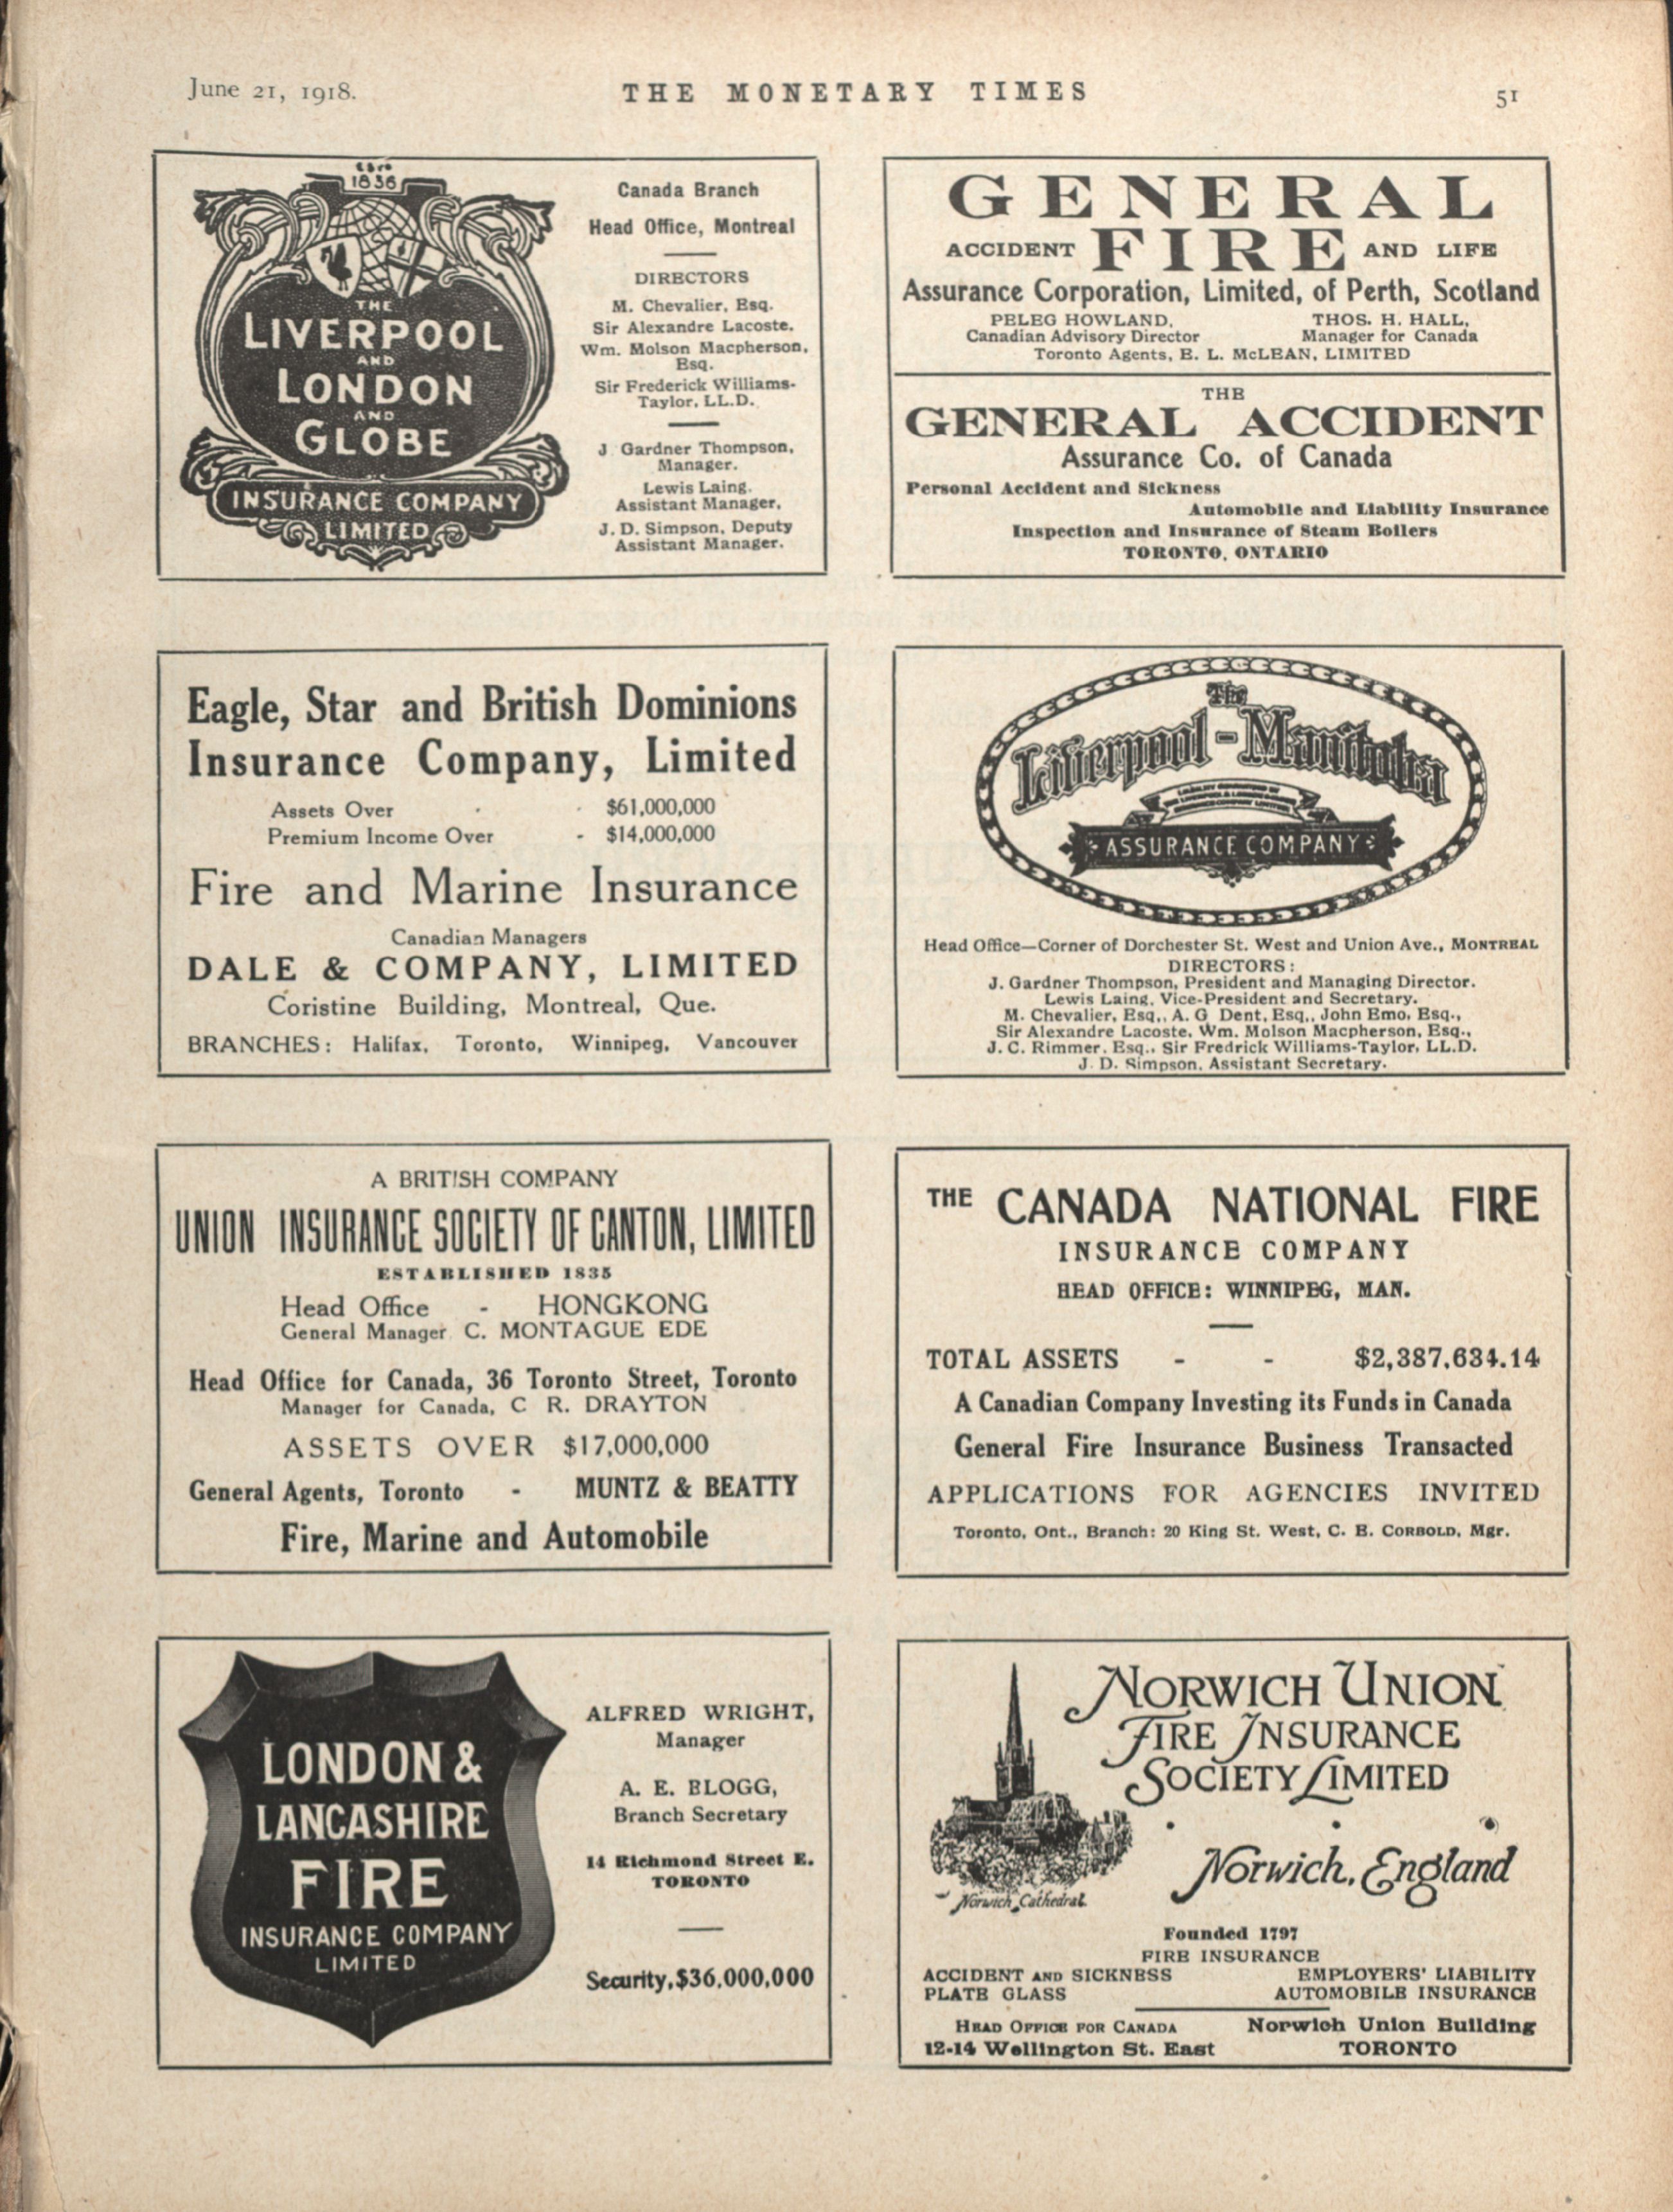 June 21, 1918.
THE MONETARY TIMES
51
1836
THE
LIVERPOOL
AND
LONDON
AND
GLOBE
INSURANCE COMPANY
LIMITED
Canada Branch
Head Office, Montreal
DIRECTORS
M. Chevalier, Esq.
Sir Alexandre Lacoste.
Wm. Molson Macpherson,
Esq.
Sir Frederick Williams-
Taylor, LL.D.
J. Gardner Thompson,
Manager.
Lewis Laing.
Assistant Manager,
J. D. Simpson, Deputy
Assistant Manager.
GENERAL
ACCIDENT FIRE AND LIFE
Assurance Corporation, Limited, of Perth, Scotland
PELEG HOWLAND, THOS. H. HALL,
Canadian Advisory Director Manager for Canada
Toronto Agents, E. L. McLEAN, LIMITED
THE
GENERAL ACCIDENT
Assurance Co. of Canada
Personal Accident and Sickness
Automobile and Liability Insurance
Inspection and Insurance of Steam Boilers
TORONTO, ONTARIO
Eagle, Star and British Dominions
Insurance Company, Limited
Assets Over - - $61,000,000
Premium Income Over - $14,000,000
Fire and Marine Insurance
Canadian Managers
DALE & COMPANY, LIMITED
Coristine Building, Montreal, Que.
BRANCHES: Halifax, Toronto, Winnipeg, Vancouver
The
Liverpool-Manitoba
ASSURANCE COMPANY
Head Office—Corner of Dorchester St. West and Union Ave., MONTREAL
DIRECTORS:
J. Gardner Thompson, President and Managing Director.
Lewis Laing, Vice-President and Secretary.
M. Chevalier, Esq., A. G Dent, Esq., John Emo, Esq.,
Sir Alexandre Lacoste, Wm. Molson Macpherson, Esq.,
J. C. Rimmer, Esq., Sir Fredrick Williams-Taylor, LL.D.
J. D. Simpson, Assistant Secretary.
A BRITISH COMPANY
UNION INSURANCE SOCIETY OF CANTON, LIMITED
ESTABLISHED 1835
Head Office - HONGKONG
General Manager C. MONTAGUE EDE
Head Office for Canada, 36 Toronto Street, Toronto
Manager for Canada, C R. DRAYTON
ASSETS OVER $17,000,000
General Agents, Toronto - MUNTZ & BEATTY
Fire, Marine and Automobile
THE CANADA NATIONAL FIRE
INSURANCE COMPANY
HEAD OFFICE: WINNIPEG, MAN.
TOTAL ASSETS - - $2,387,634.14
A Canadian Company Investing its Funds in Canada
General Fire Insurance Business Transacted
APPLICATIONS FOR AGENCIES INVITED
Toronto, Ont., Branch: 20 King St. West, C. E. CORBOLD, Mgr.
LONDON &
LANCASHIRE
FIRE
INSURANCE COMPANY
LIMITED
ALFRED WRIGHT,
Manager
A. E. BLOGG,
Branch Secretary
14 Richmond Street E.
TORONTO
Security, $36,000,000
NORWICH UNION
FIRE INSURANCE
SOCIETY LIMITED
Norwich, England
Norwich Cathedral
Founded 1797
FIRE INSURANCE
ACCIDENT AND SICKNESS EMPLOYERS' LIABILITY
PLATE GLASS AUTOMOBILE INSURANCE
HEAD OFFICE FOR CANADA Norwich Union Building
12-14 Wellington St. East TORONTO